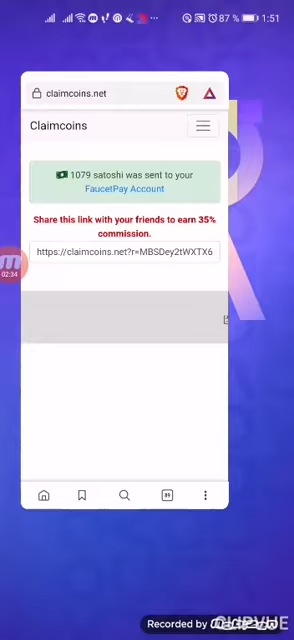 87 % 1:51
claimcoins.net
Claimcoins
1079 satoshi was sent to your
FaucetPay Account
Share this link with your friends to earn 35%
commission.
https://claimcoins.net?r=MBSDey2tWXTX6
02:34
Recorded by